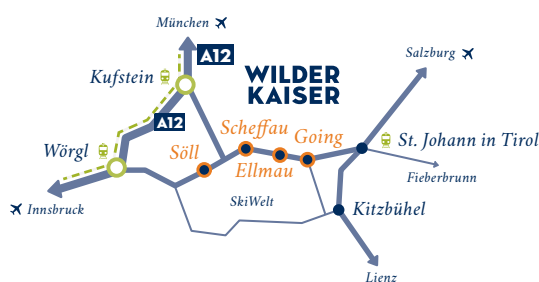 München
Salzburg
A12
Kufstein
WILDER
KAISER
A12
Scheffau
Going
St. Johann in Tirol
Wörgl
Söll
Ellmau
Fieberbrunn
SkiWelt
Innsbruck
Kitzbühel
Lienz